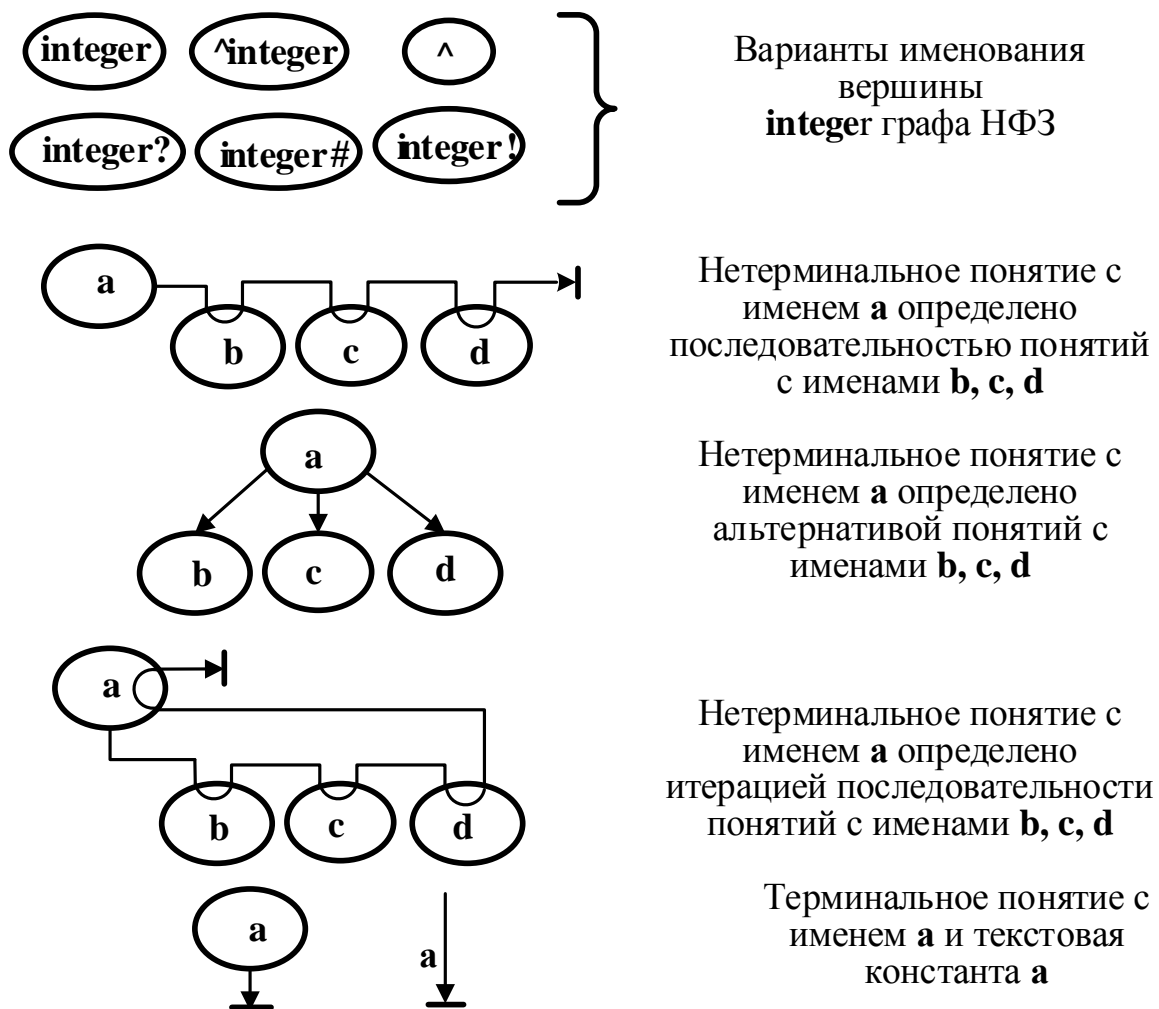 integer ^integer ^
integer? integer# integer!
Варианты именования
вершины
integer графа НФЗ
a
b c d
Нетерминальное понятие с
именем a определено
последовательностью понятий
с именами b, c, d
a
b c d
Нетерминальное понятие с
именем a определено
альтернативой понятий с
именами b, c, d
a
b c d
Нетерминальное понятие с
именем a определено
итерацией последовательности
понятий с именами b, c, d
a
a
Терминальное понятие с
именем a и текстовая
константа a